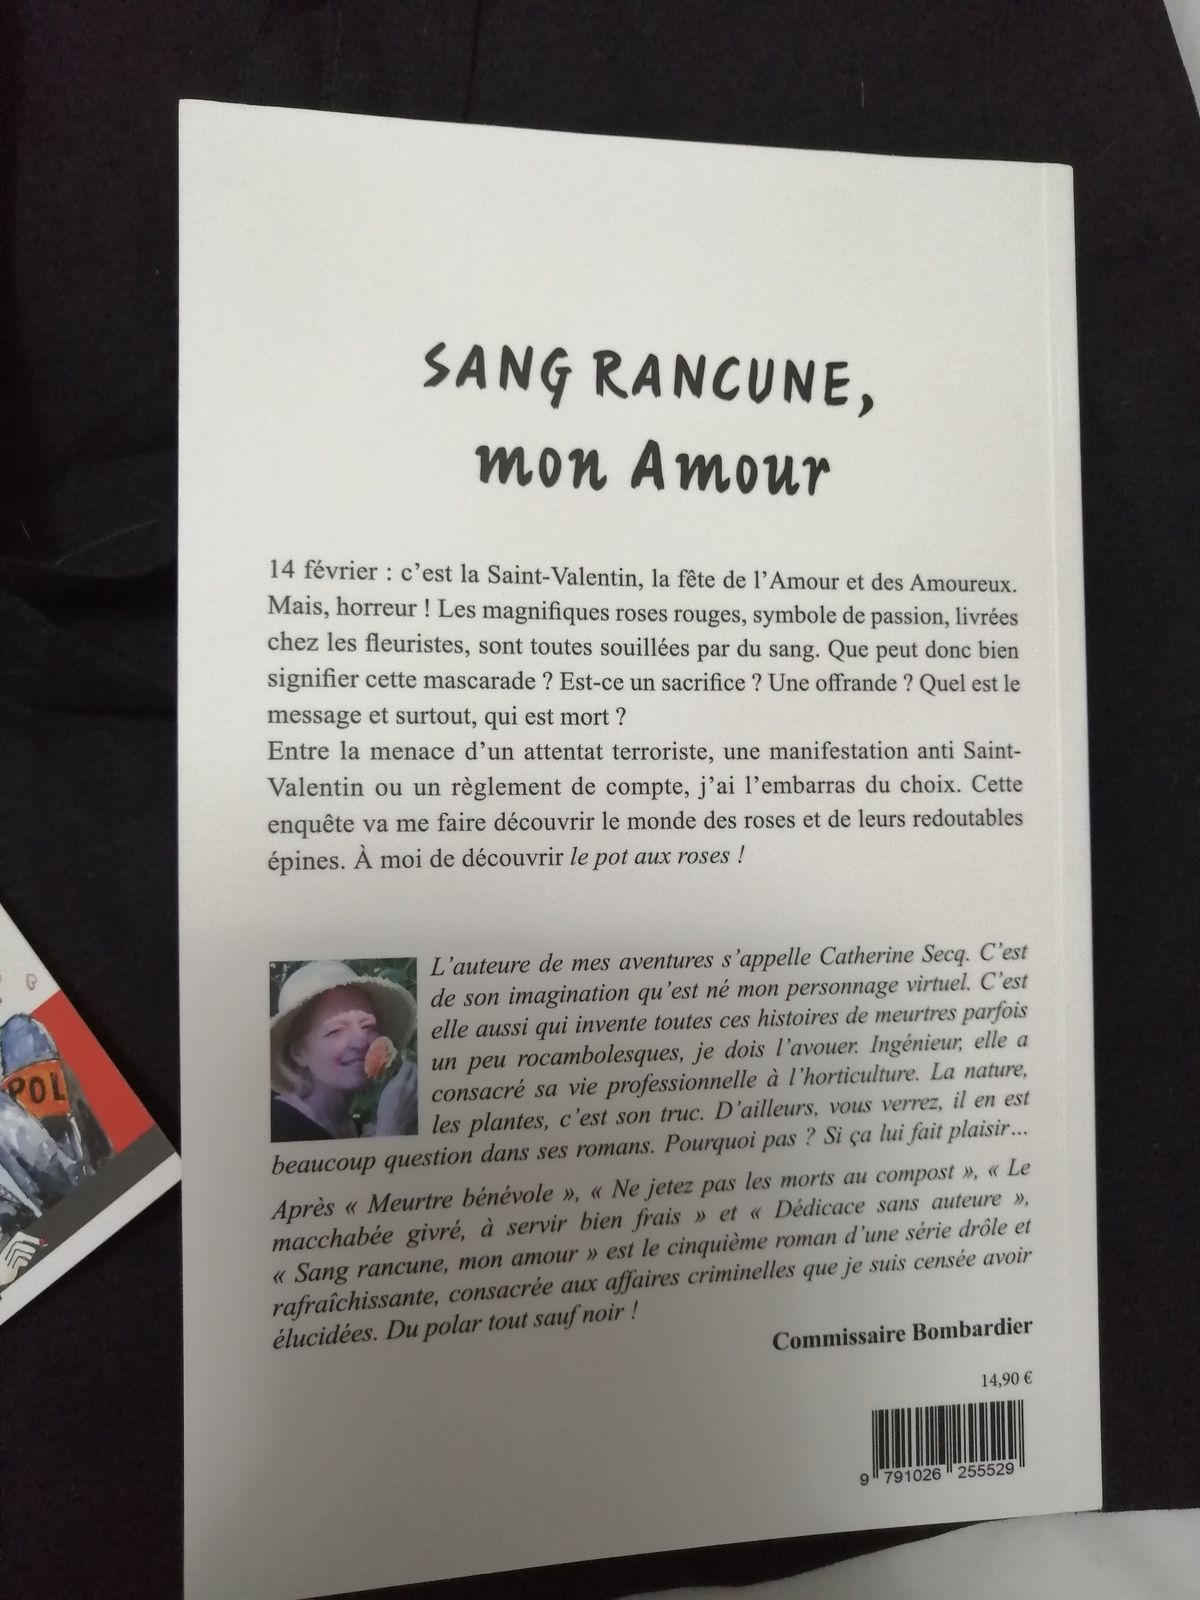 SANG RANCUNE,
mon Amour
14 février : c'est la Saint-Valentin, la fête de l'Amour et des Amoureux.
Mais, horreur ! Les magnifiques roses rouges, symbole de passion, livrées
chez les fleuristes, sont toutes souillées par du sang. Que peut donc bien
signifier cette mascarade ? Est-ce un sacrifice ? Une offrande ? Quel est le
message et surtout, qui est mort ?
Entre la menace d'un attentat terroriste, une manifestation anti Saint-
Valentin ou un règlement de compte, j'ai l'embarras du choix. Cette
enquête va me faire découvrir le monde des roses et de leurs redoutables
épines. À moi de découvrir le pot aux roses !
L'auteure de mes aventures s'appelle Catherine Secq. C'est
de son imagination qu'est né mon personnage virtuel. C'est
elle aussi qui invente toutes ces histoires de meurtres parfois
un peu rocambolesques, je dois l'avouer. Ingénieur, elle a
consacré sa vie professionnelle à l'horticulture. La nature,
les plantes, c'est son truc. D'ailleurs, vous verrez, il en est
beaucoup question dans ses romans. Pourquoi pas ? Si ça lui fait plaisir...
Après « Meurtre bénévole », « Ne jetez pas les morts au compost », « Le
macchabée givré, à servir bien frais » et « Dédicace sans auteure »,
« Sang rancune, mon amour » est le cinquième roman d'une série drôle et
rafraîchissante, consacrée aux affaires criminelles que je suis censée avoir
élucidées. Du polar tout sauf noir !
Commissaire Bombardier
14,90 €
9 791026 255529
POL